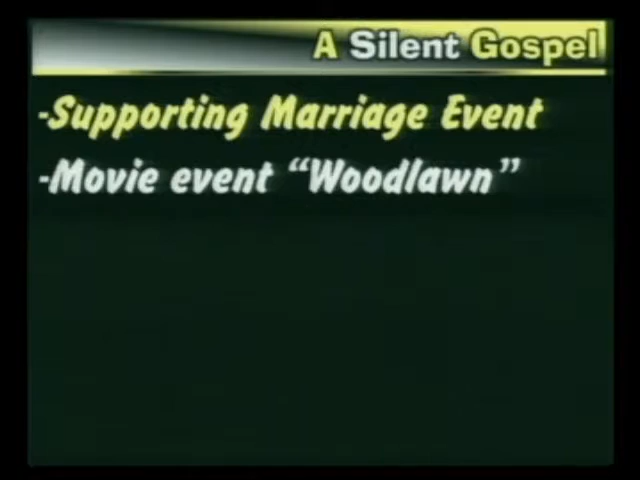 A Silent Gospel
-Supporting Marriage Event
-Movie event “Woodlawn”